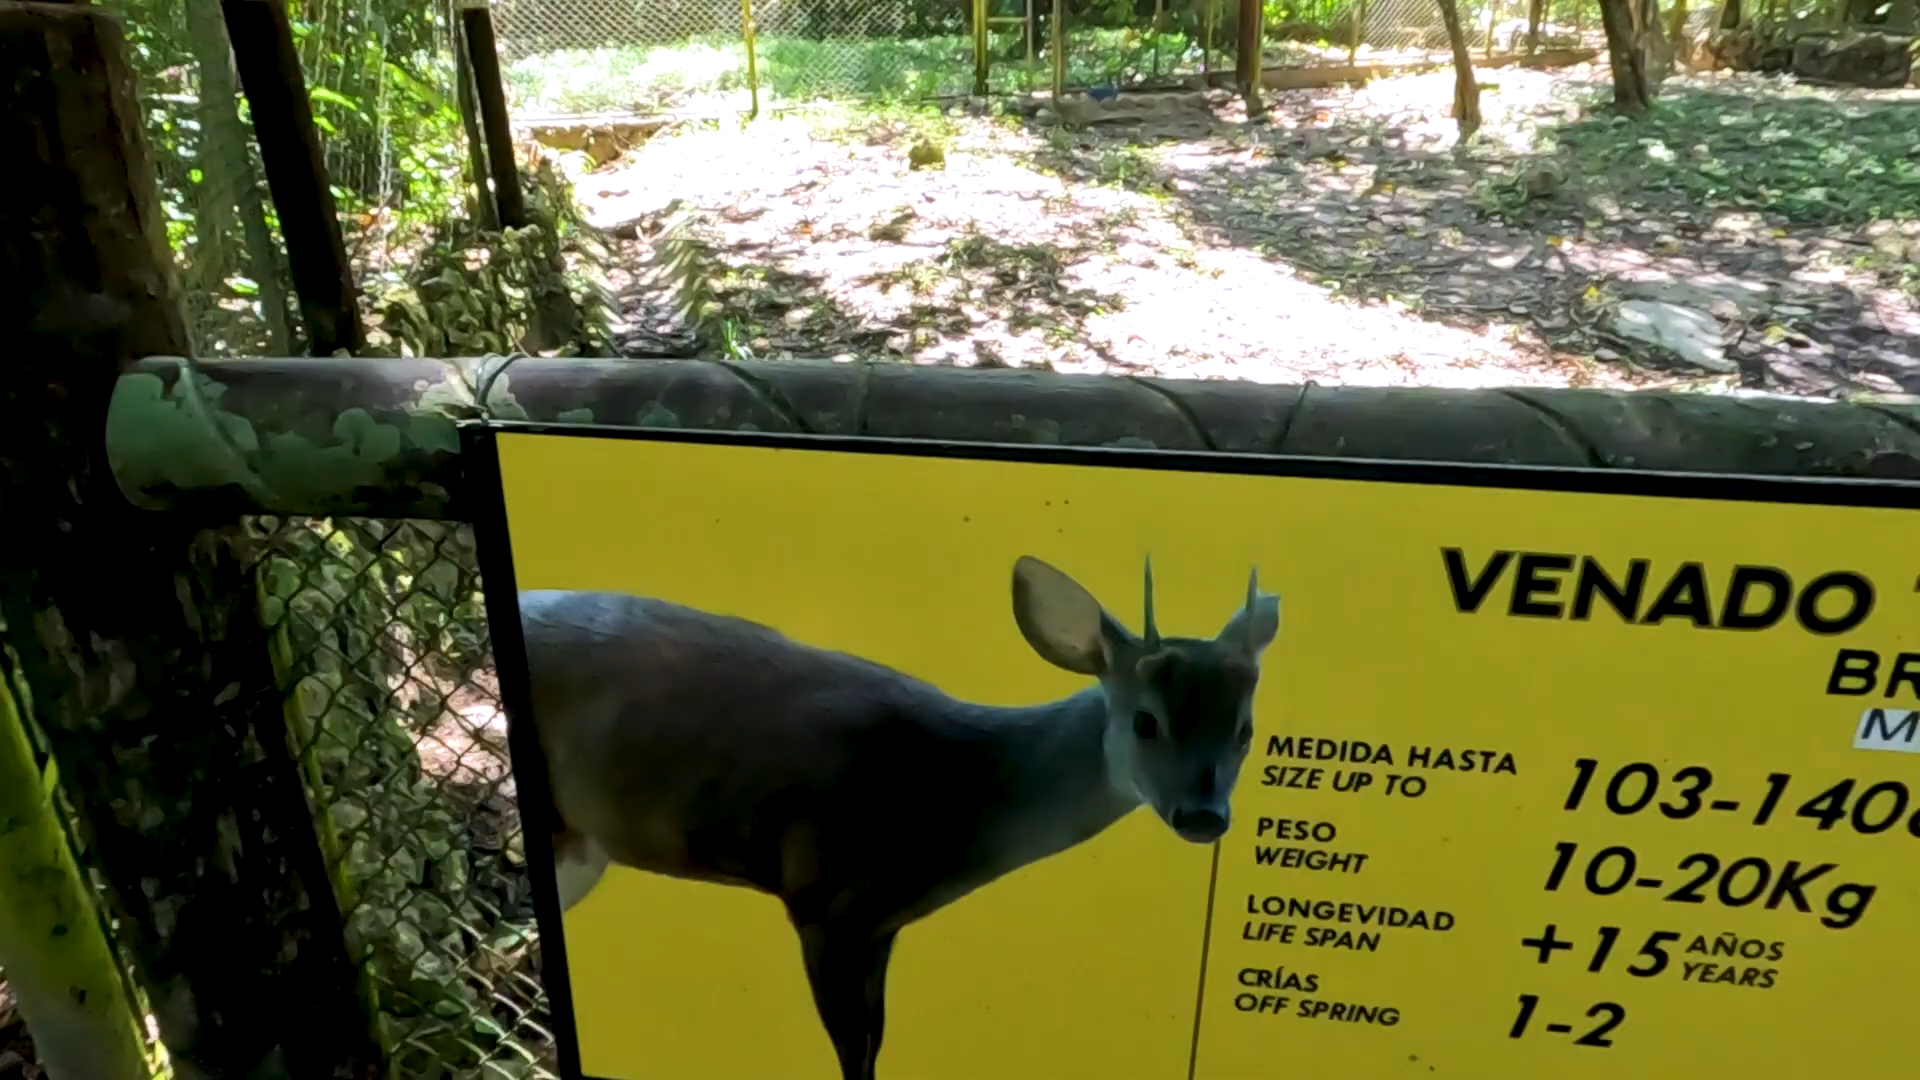 VENADO
BR
M
MEDIDA HASTA
SIZE UP TO
103-140
PESO
WEIGHT
10-20Kg
LONGEVIDAD
LIFE SPAN
+15 AÑOS
YEARS
CRÍAS
OFF SPRING
1-2